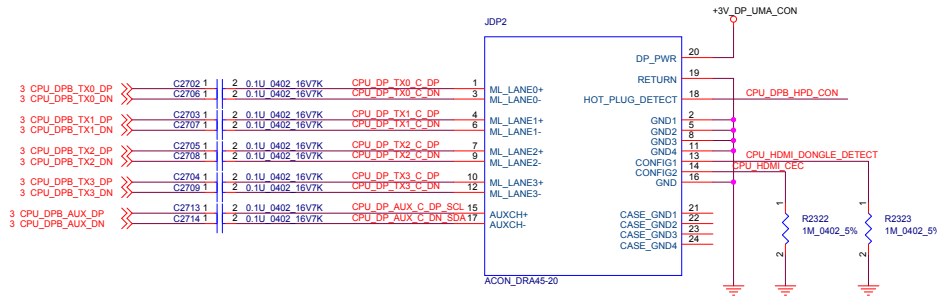 +3V_DP_UMA_CON
JDP2
20
DP_PWR
19
RETURN
3 CPU_DPB_TX0_DP C2702 1 2 0.1U_0402_16V7K CPU_DP_TX0_C_DP 1 ML_LANE0+
3 CPU_DPB_TX0_DN C2706 1 2 0.1U_0402_16V7K CPU_DP_TX0_C_DN 3 ML_LANE0-
HOT_PLUG_DETECT 18 CPU_DPB_HPD_CON
3 CPU_DPB_TX1_DP C2703 1 2 0.1U_0402_16V7K CPU_DP_TX1_C_DP 4 ML_LANE1+
3 CPU_DPB_TX1_DN C2707 1 2 0.1U_0402_16V7K CPU_DP_TX1_C_DN 6 ML_LANE1-
GND1 2
GND2 5
GND3 8
GND4 11
3 CPU_DPB_TX2_DP C2705 1 2 0.1U_0402_16V7K CPU_DP_TX2_C_DP 7 ML_LANE2+
3 CPU_DPB_TX2_DN C2708 1 2 0.1U_0402_16V7K CPU_DP_TX2_C_DN 9 ML_LANE2-
CONFIG1 13 CPU_HDMI_DONGLE_DETECT
CONFIG2 14 CPU_HDMI_CEC
GND 16
3 CPU_DPB_TX3_DP C2704 1 2 0.1U_0402_16V7K CPU_DP_TX3_C_DP 10 ML_LANE3+
3 CPU_DPB_TX3_DN C2709 1 2 0.1U_0402_16V7K CPU_DP_TX3_C_DN 12 ML_LANE3-
3 CPU_DPB_AUX_DP C2713 1 2 0.1U_0402_16V7K CPU_DP_AUX_C_DP_SCL 15 AUXCH+
3 CPU_DPB_AUX_DN C2714 1 2 0.1U_0402_16V7K CPU_DP_AUX_C_DN_SDA 17 AUXCH-
CASE_GND1 21
CASE_GND2 22
CASE_GND3 23
CASE_GND4 24
1 R2322 1M_0402_5% 2
1 R2323 1M_0402_5% 2
ACON_DRA45-20